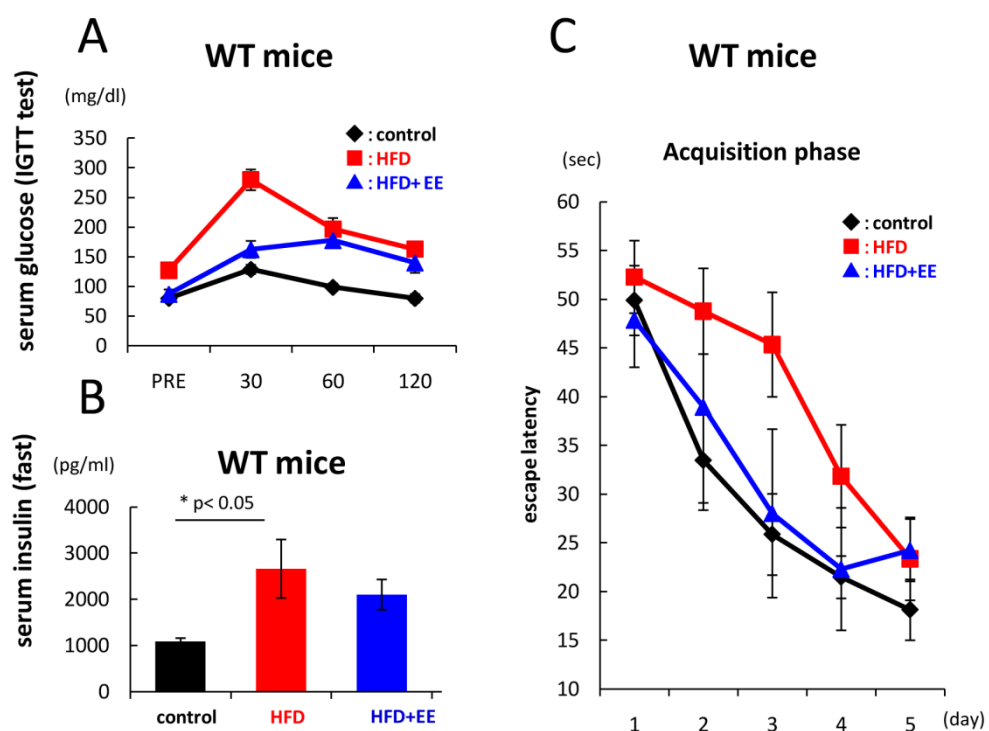 A
WT mice
(mg/dl)
serum glucose (IGTT test)
◆ : control
■ : HFD
▲ : HFD+ EE
350
300
250
200
150
100
50
0
PRE 30 60 120
B
WT mice
(pg/ml)
serum insulin (fast)
* p< 0.05
4000
3000
2000
1000
0
control HFD HFD+EE
C
WT mice
(sec)
Acquisition phase
◆ : control
■ : HFD
▲ : HFD+EE
escape latency
60
55
50
45
40
35
30
25
20
15
10
1 2 3 4 5 (day)